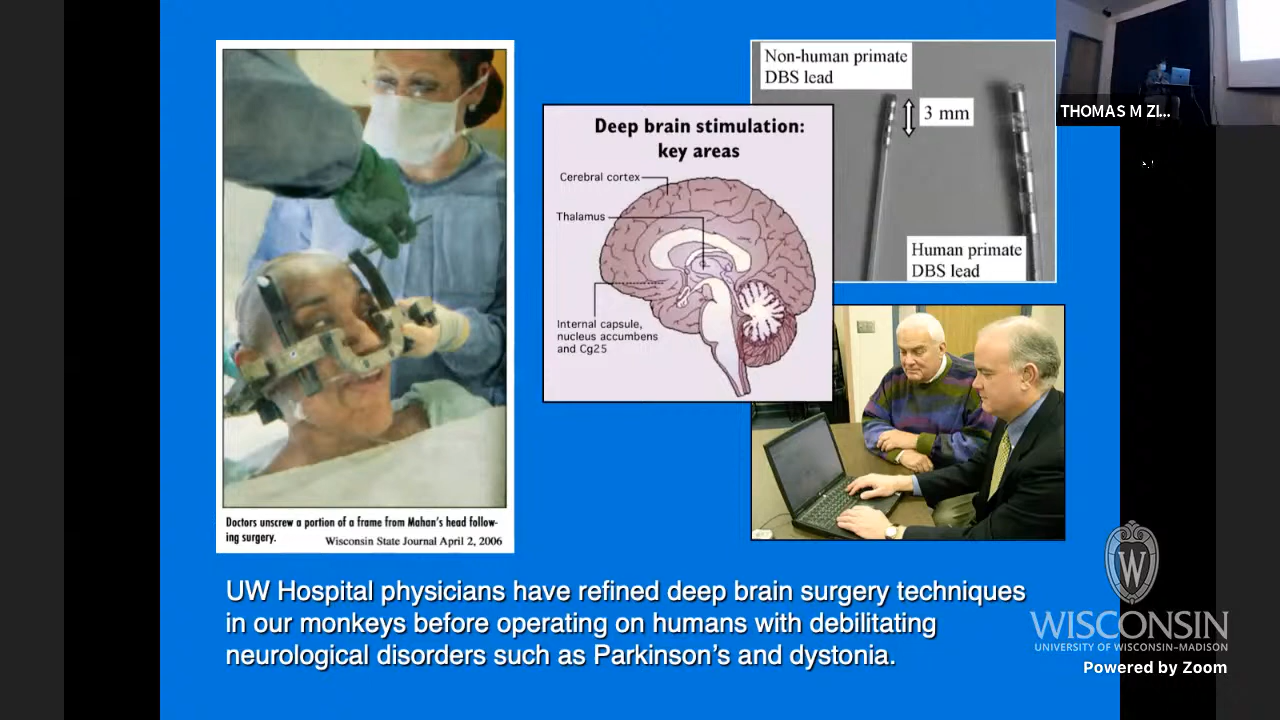 Non-human primate
DBS lead
3 mm
Human primate
DBS lead
THOMAS M ZI...
Deep brain stimulation:
key areas
Cerebral cortex
Thalamus
Internal capsule,
nucleus accumbens
and Cg25
Doctors unscrew a portion of a frame from Mahan's head follow-
ing surgery.
Wisconsin State Journal April 2, 2006
UW Hospital physicians have refined deep brain surgery techniques
in our monkeys before operating on humans with debilitating
neurological disorders such as Parkinson's and dystonia.
W
WISCONSIN
UNIVERSITY OF WISCONSIN–MADISON
Powered by Zoom